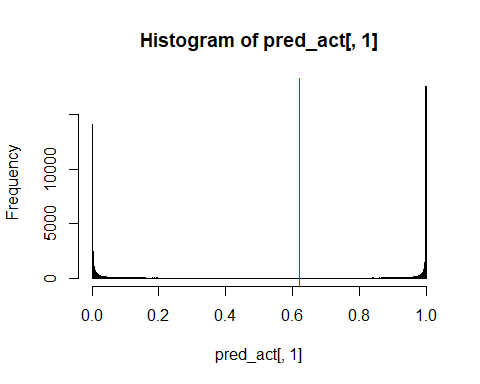 Histogram of pred_act[, 1]
Frequency
10000
5000
0
0.0 0.2 0.4 0.6 0.8 1.0
pred_act[, 1]